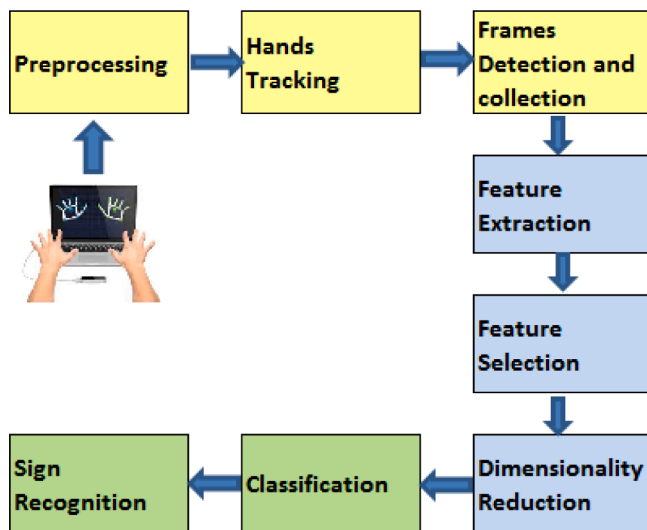 Preprocessing
Hands
Tracking
Frames
Detection and
collection
Feature
Extraction
Feature
Selection
Dimensionality
Reduction
Classification
Sign
Recognition